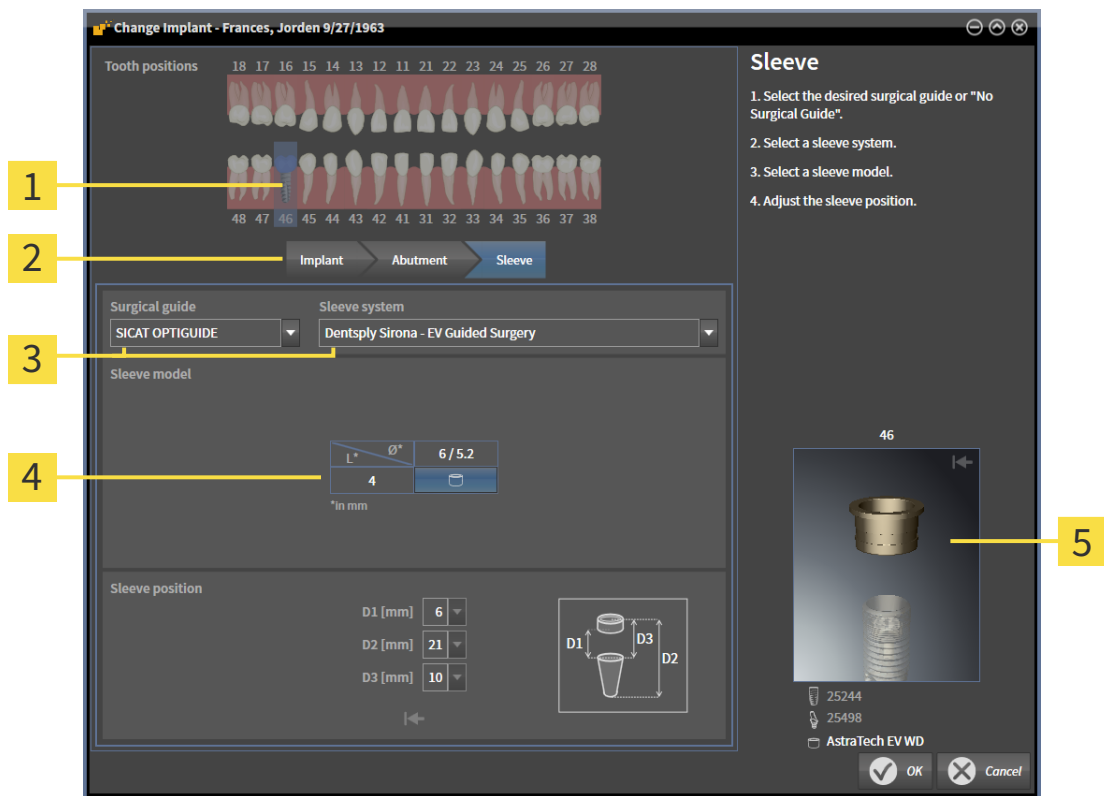 Change Implant - Frances, Jorden 9/27/1963
Tooth positions
18 17 16 15 14 13 12 11 21 22 23 24 25 26 27 28
48 47 46 45 44 43 42 41 31 32 33 34 35 36 37 38
1
2
Implant Abutment Sleeve
Surgical guide Sleeve system
SICAT OPTIGUIDE Dentsply Sirona - EV Guided Surgery
3
Sleeve model
L* Ø* 6 / 5.2
4
4
*in mm
Sleeve position
D1 [mm] 6
D2 [mm] 21
D3 [mm] 10
D1 D3
D2
Sleeve
1. Select the desired surgical guide or "No
Surgical Guide".
2. Select a sleeve system.
3. Select a sleeve model.
4. Adjust the sleeve position.
46
5
25244
25498
AstraTech EV WD
OK Cancel